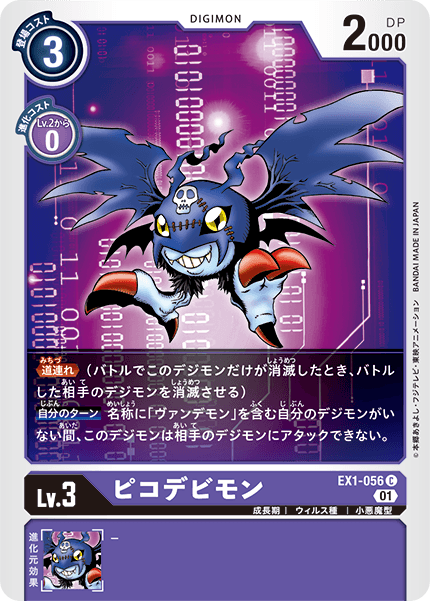 DIGIMON
登場コスト
3
DP
2000
進化コスト
Lv.2から
0
道連れ（バトルでこのデジモンだけが消滅したとき、バトル
した相手のデジモンを消滅させる）
自分のターン 名称に「ヴァンデモン」を含む自分のデジモンがい
ない間、このデジモンは相手のデジモンにアタックできない。
©本郷あきよし・フジテレビ・東映アニメーション BANDAI MADE IN JAPAN
Lv.3
ピコデビモン
EX1-056 C
01
成長期 | ウィルス種 | 小悪魔型
進化元効果
–